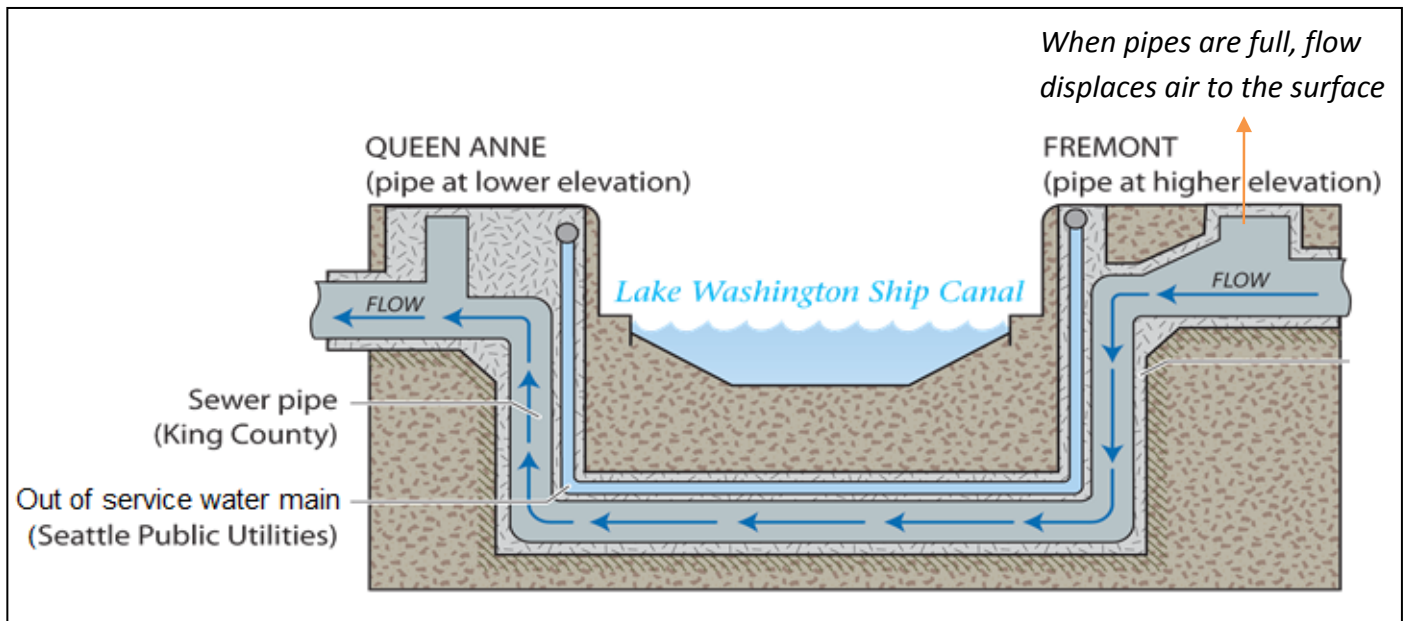 When pipes are full, flow
displaces air to the surface
QUEEN ANNE
(pipe at lower elevation)
FREMONT
(pipe at higher elevation)
Lake Washington Ship Canal
FLOW
FLOW
Sewer pipe
(King County)
Out of service water main
(Seattle Public Utilities)